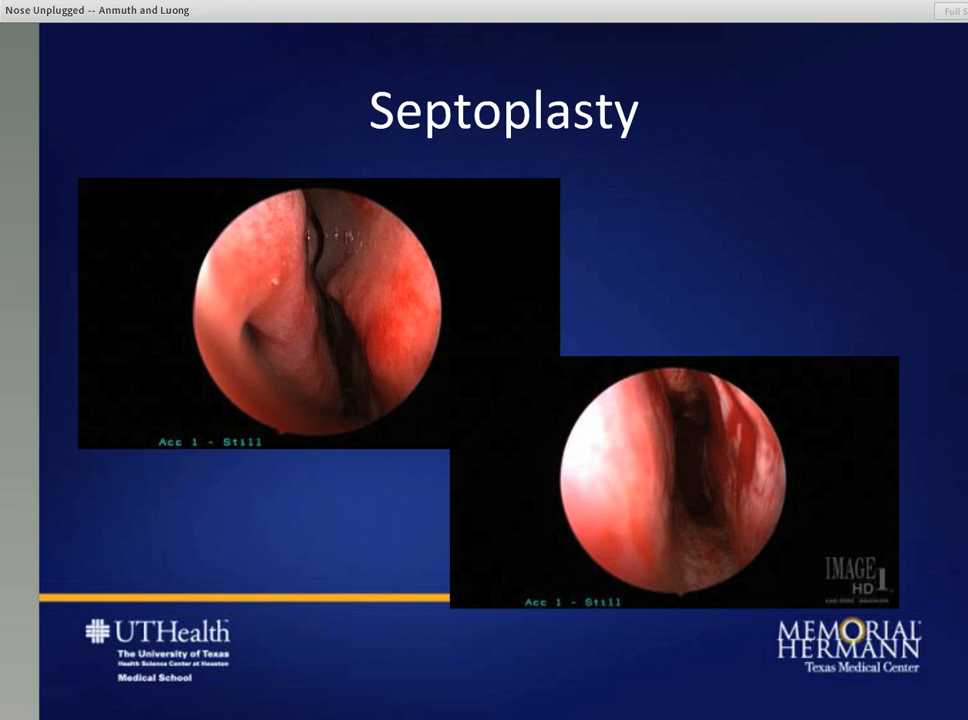 Nose Unplugged -- Anmuth and Luong
Full S
Septoplasty
Acc 1 - Still
IMAGE1
HD
Acc 1 - Still
UTHealth
The University of Texas
Health Science Center at Houston
Medical School
MEMORIAL
HERMANN
Texas Medical Center